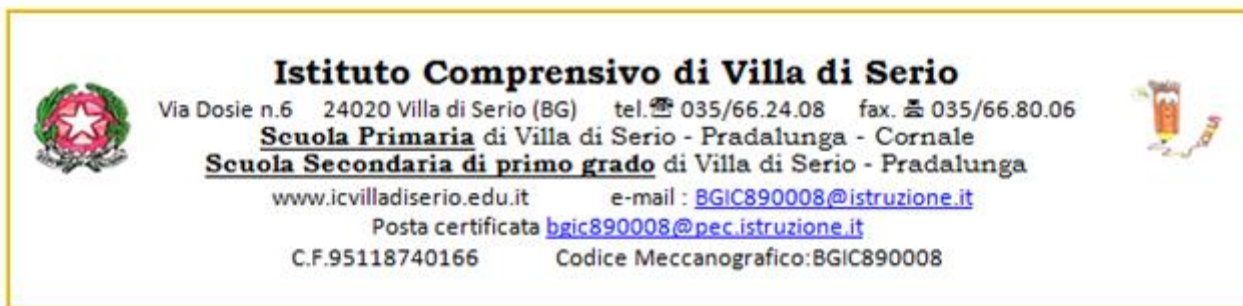 Istituto Comprensivo di Villa di Serio
Via Dosie n.6 24020 Villa di Serio (BG) tel.☎ 035/66.24.08 fax. 035/66.80.06
Scuola Primaria di Villa di Serio - Pradalunga - Cornale
Scuola Secondaria di primo grado di Villa di Serio - Pradalunga
www.icvilladiserio.edu.it e-mail : BGIC890008@istruzione.it
Posta certificata bgic890008@pec.istruzione.it
C.F.95118740166 Codice Meccanografico:BGIC890008